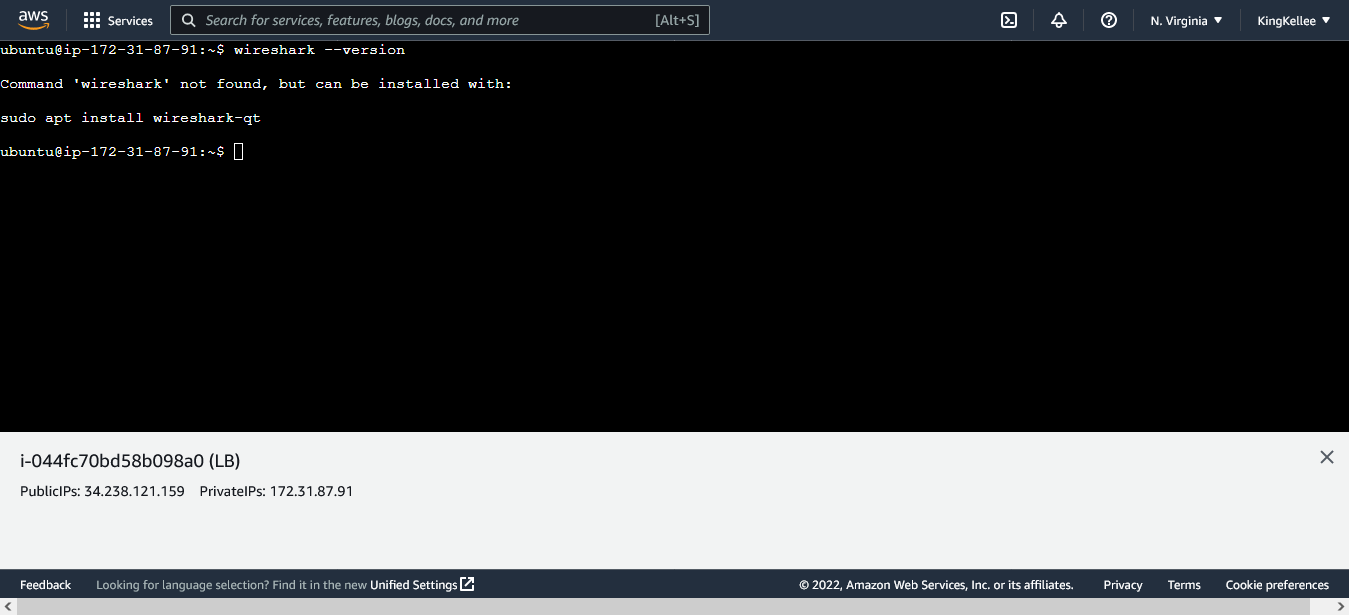 aws
Services
Search for services, features, blogs, docs, and more
[Alt+S]
N. Virginia
KingKellee
ubuntu@ip-172-31-87-91:~$ wireshark --version
Command 'wireshark' not found, but can be installed with:
sudo apt install wireshark-qt
ubuntu@ip-172-31-87-91:~$
i-044fc70bd58b098a0 (LB)
PublicIPs: 34.238.121.159 PrivateIPs: 172.31.87.91
Feedback
Looking for language selection? Find it in the new Unified Settings
© 2022, Amazon Web Services, Inc. or its affiliates.
Privacy
Terms
Cookie preferences